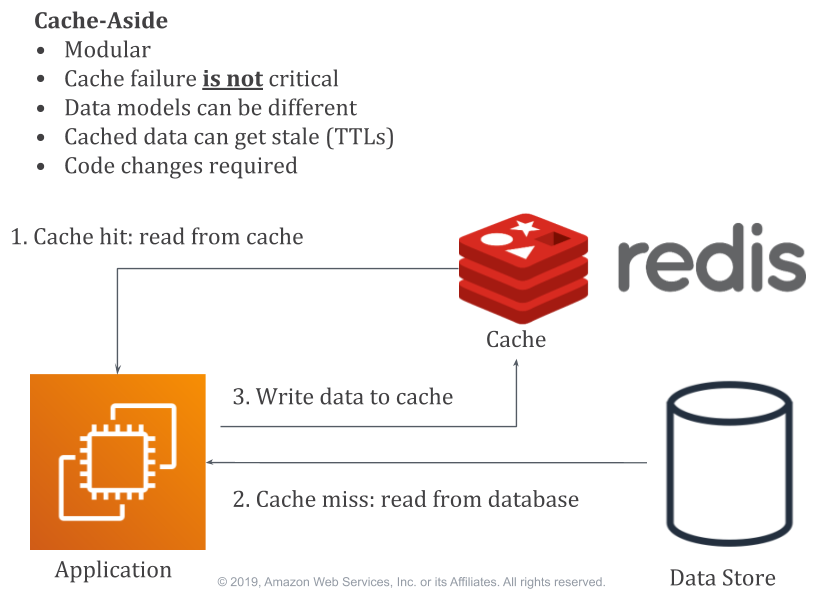 Cache-Aside
• Modular
• Cache failure is not critical
• Data models can be different
• Cached data can get stale (TTLs)
• Code changes required
1. Cache hit: read from cache
redis
Cache
3. Write data to cache
2. Cache miss: read from database
Application
© 2019, Amazon Web Services, Inc. or its Affiliates. All rights reserved.
Data Store